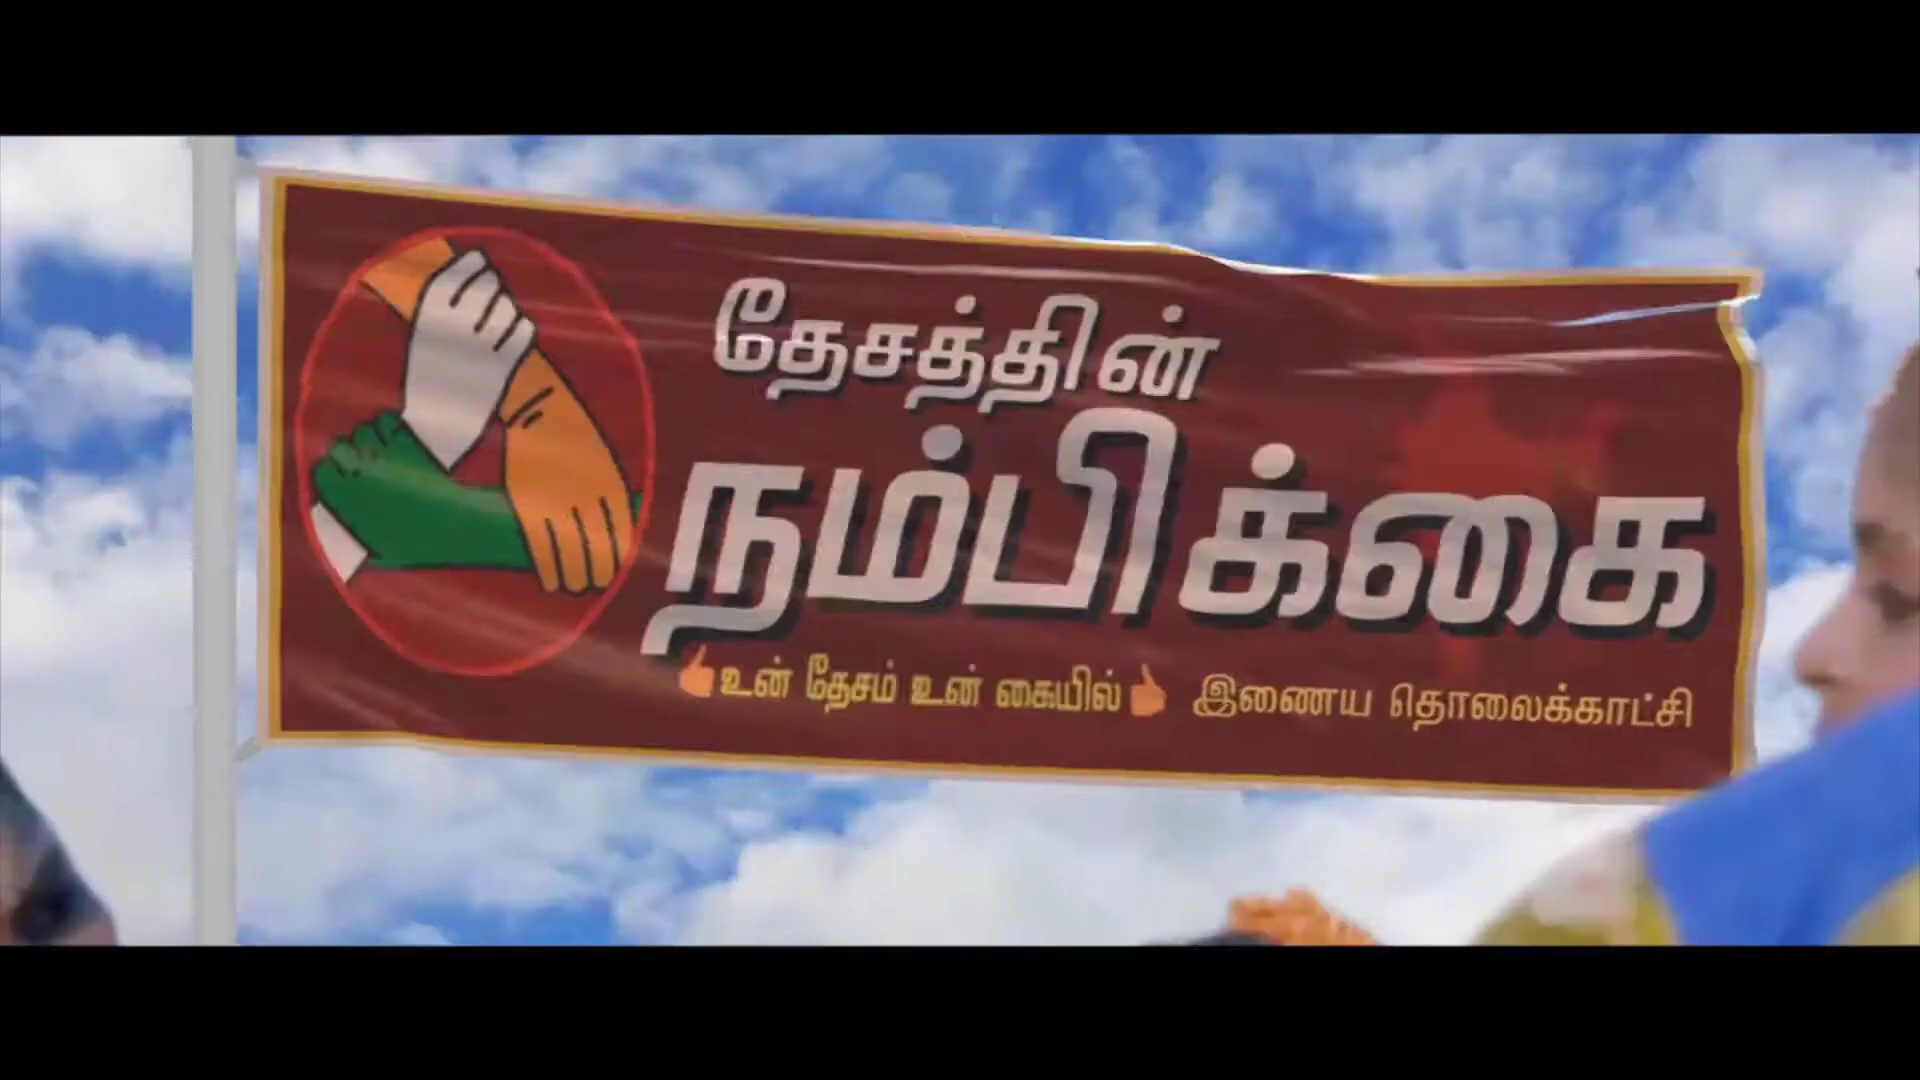 தேசத்தின்
நம்பிக்கை
உன் தேசம் உன் கையில் இணைய தொலைக்காட்சி